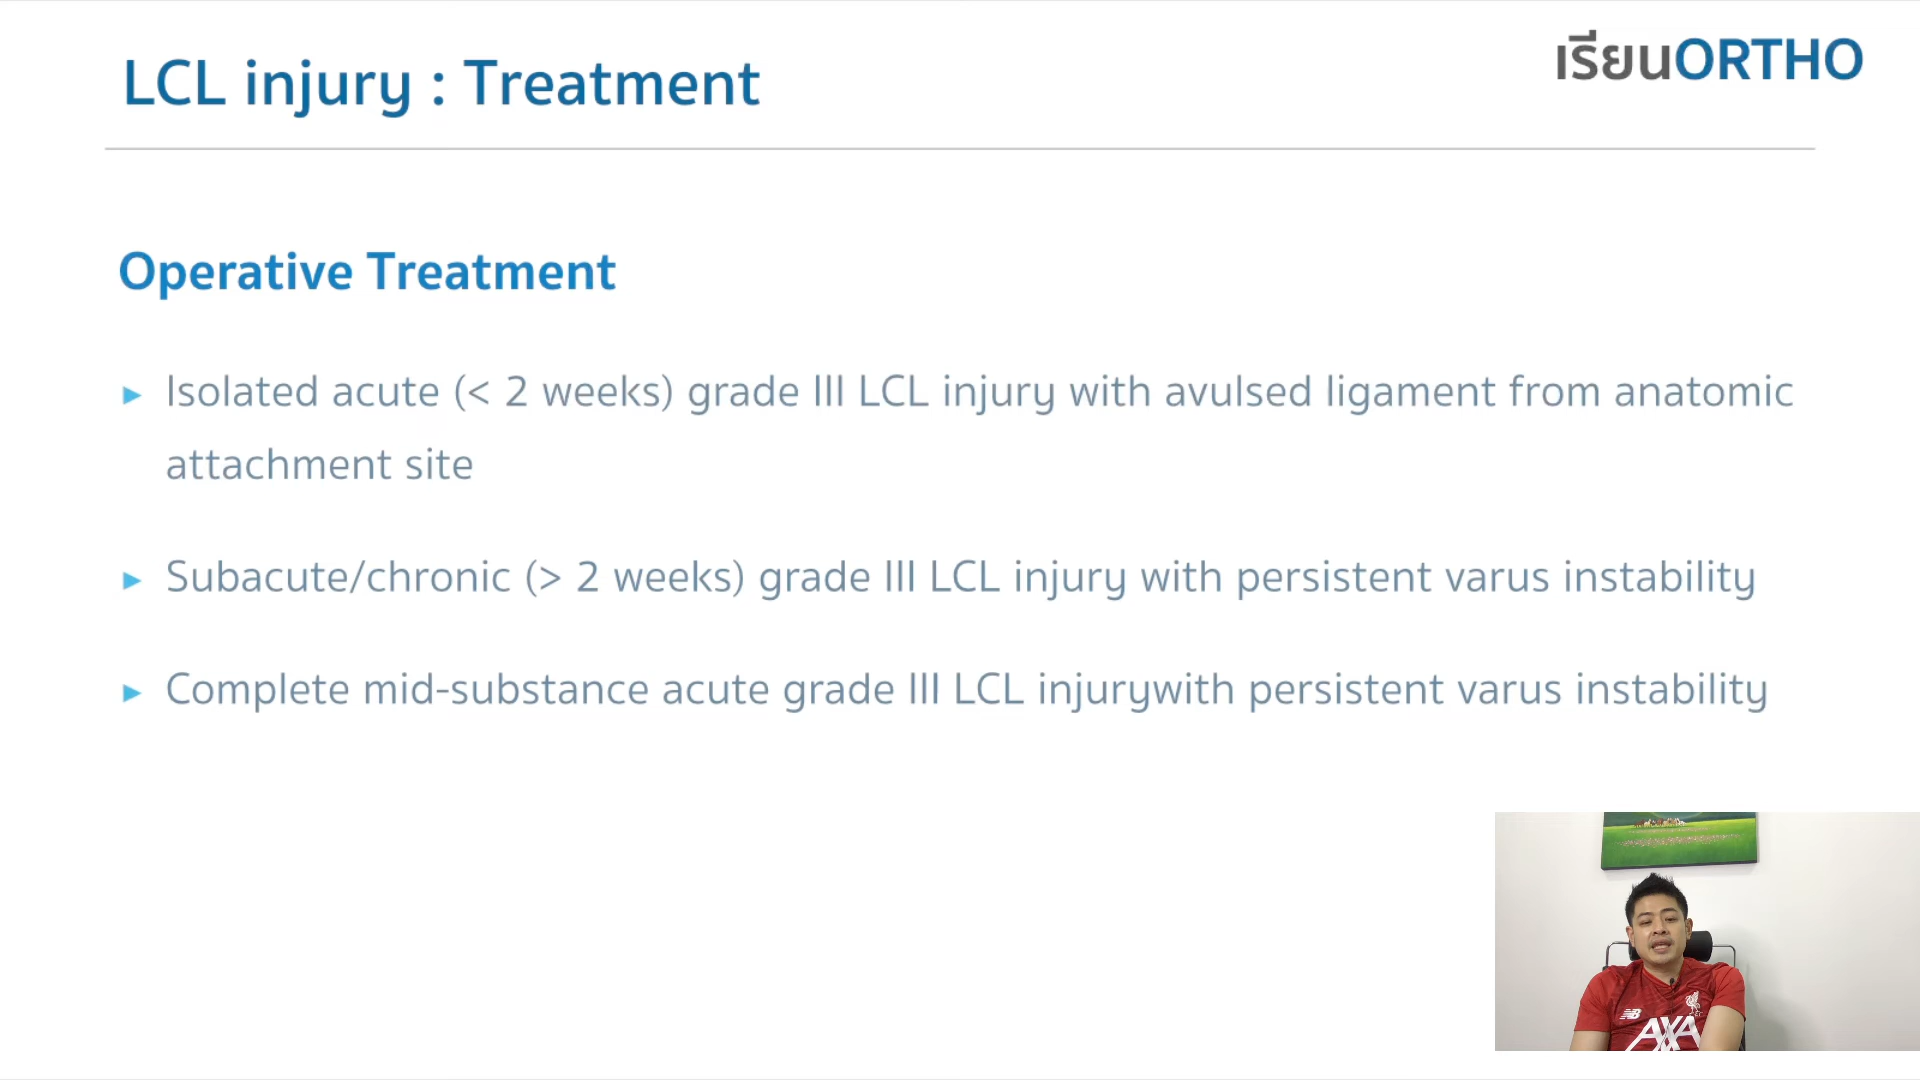 LCL injury : Treatment
เรียนORTHO
Operative Treatment
▸ Isolated acute (< 2 weeks) grade III LCL injury with avulsed ligament from anatomic
attachment site
▸ Subacute/chronic (> 2 weeks) grade III LCL injury with persistent varus instability
▸ Complete mid-substance acute grade III LCL injurywith persistent varus instability
NB
AXA